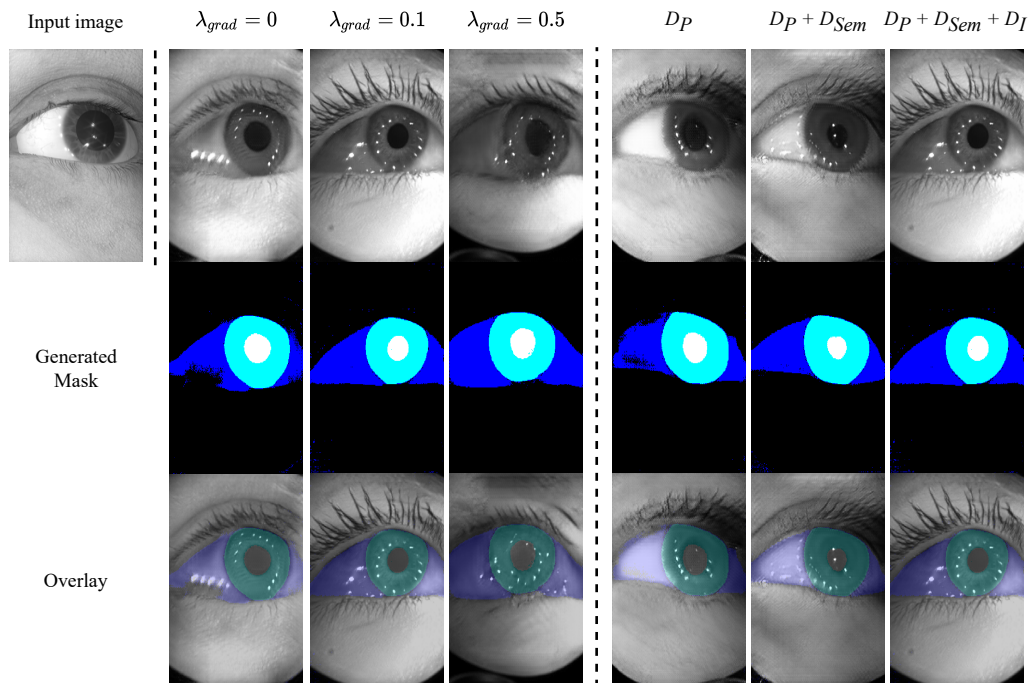 Input image
λ_grad = 0
λ_grad = 0.1
λ_grad = 0.5
D_P
D_P + D_Sem
D_P + D_Sem + D_I
Generated
Mask
Overlay